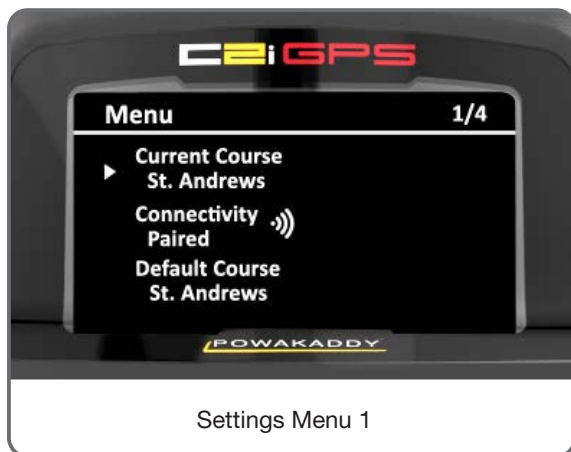 C2i GPS
Menu 1/4
Current Course
St. Andrews
Connectivity
Paired
Default Course
St. Andrews
POWAKADDY
Settings Menu 1